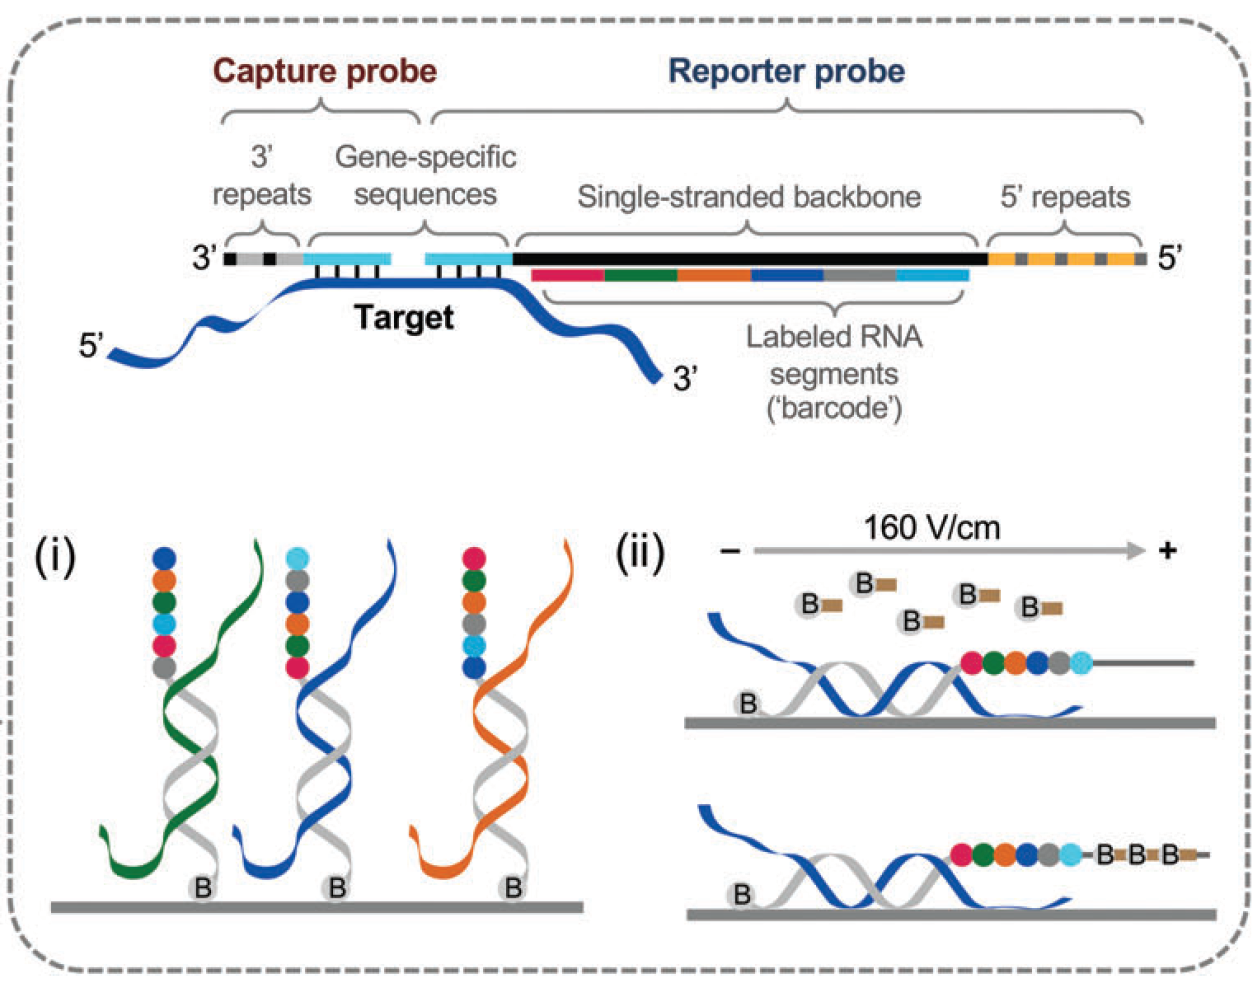 Capture probe
Reporter probe
3’
repeats
Gene-specific
sequences
Single-stranded backbone
5’ repeats
3’
5’
Target
5’
3’
Labeled RNA
segments
(‘barcode’)
(i)
B
B
B
(ii)
160 V/cm
– +
B
B
B
B
B
B
B
B B B